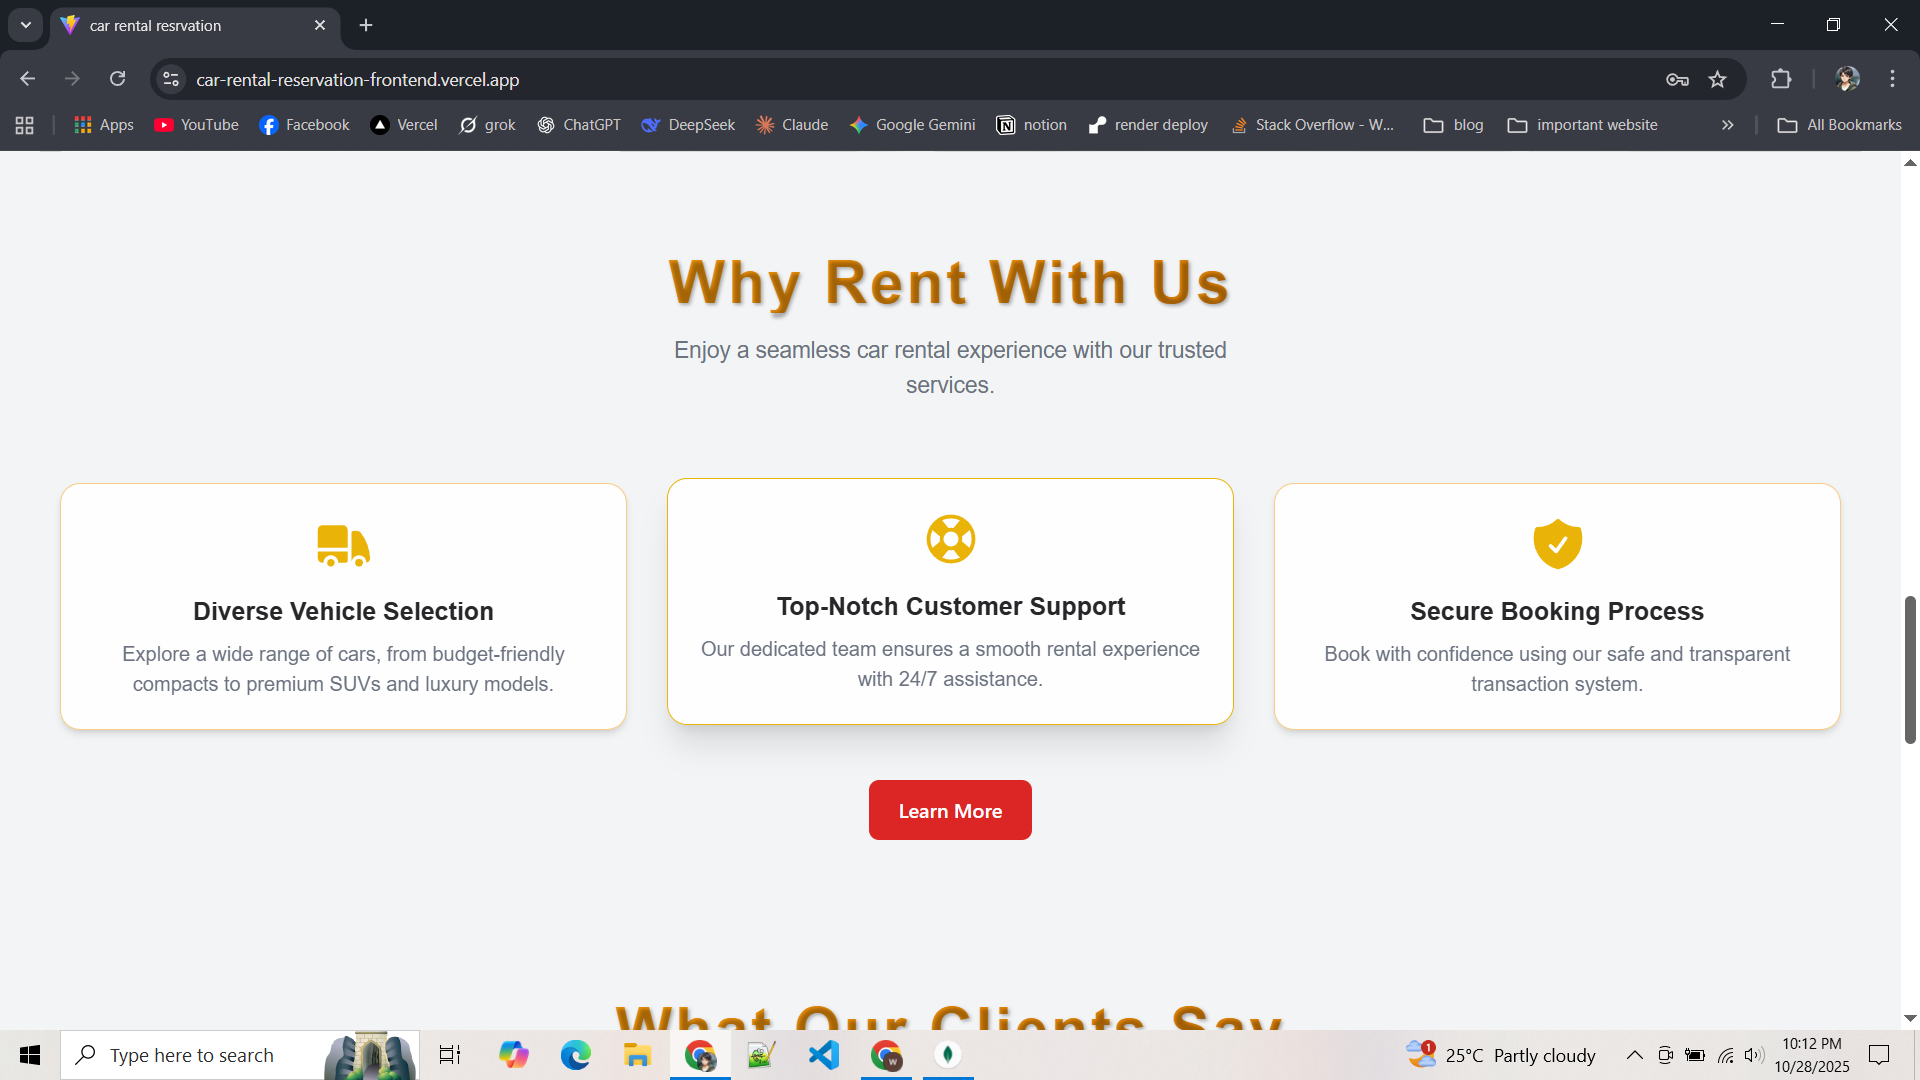 car rental resrvation
car-rental-reservation-frontend.vercel.app
Apps YouTube Facebook Vercel grok ChatGPT DeepSeek Claude Google Gemini notion render deploy Stack Overflow - W... blog important website » All Bookmarks
Why Rent With Us
Enjoy a seamless car rental experience with our trusted
services.
Diverse Vehicle Selection
Explore a wide range of cars, from budget-friendly
compacts to premium SUVs and luxury models.
Top-Notch Customer Support
Our dedicated team ensures a smooth rental experience
with 24/7 assistance.
Secure Booking Process
Book with confidence using our safe and transparent
transaction system.
Learn More
What Our Clients Say
Type here to search
1
25°C Partly cloudy
10:12 PM
10/28/2025